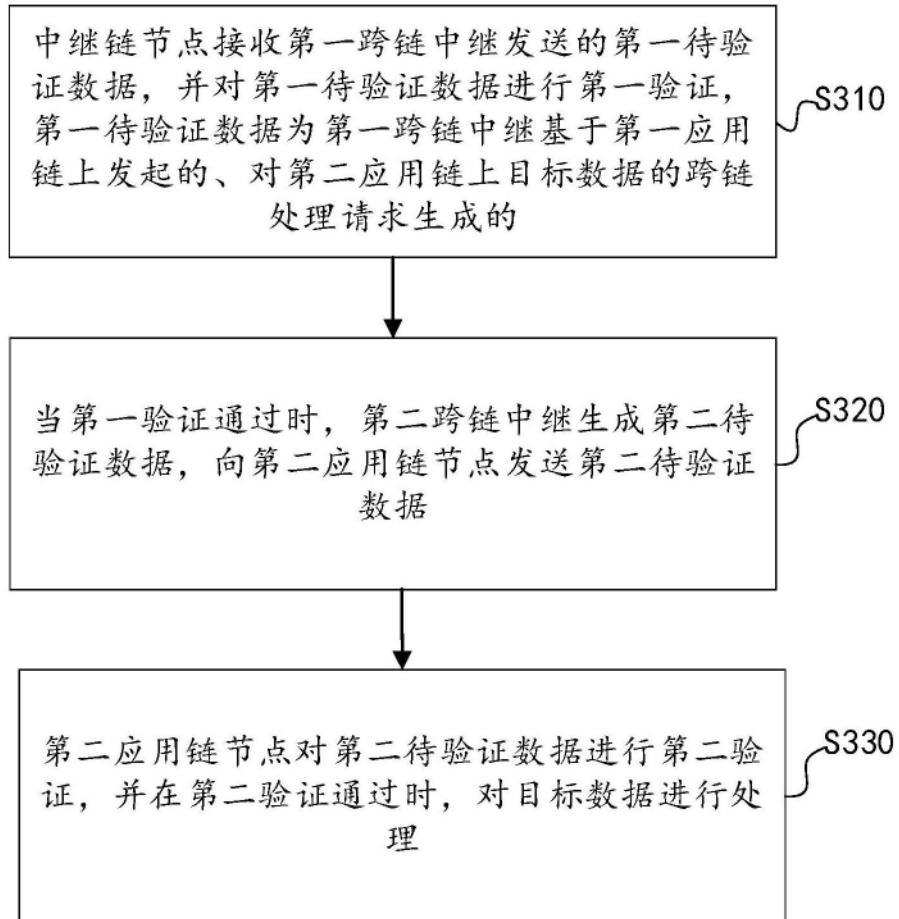 中继链节点接收第一跨链中继发送的第一待验
证数据，并对第一待验证数据进行第一验证，
第一待验证数据为第一跨链中继基于第一应用
链上发起的、对第二应用链上目标数据的跨链
处理请求生成的
S310
当第一验证通过时，第二跨链中继生成第二待
验证数据，向第二应用链节点发送第二待验证
数据
S320
第二应用链节点对第二待验证数据进行第二验
证，并在第二验证通过时，对目标数据进行处
理
S330